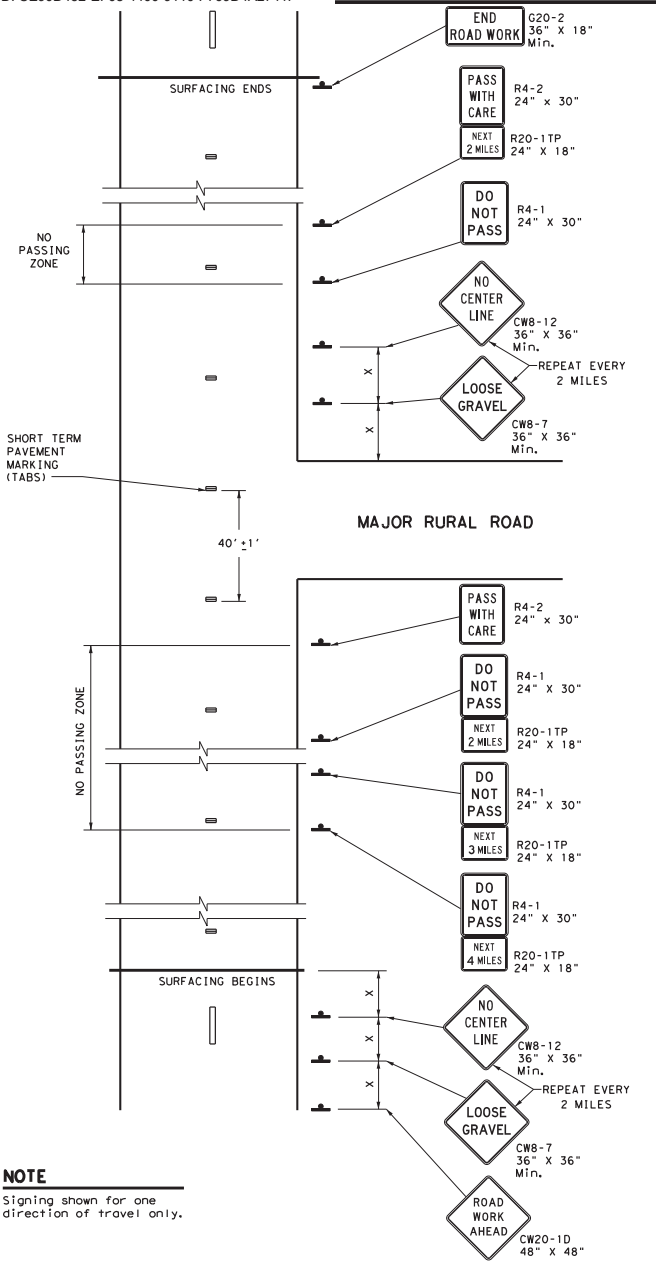 END
ROAD WORK
G20-2
36" X 18"
Min.
SURFACING ENDS
PASS
WITH
CARE
R4-2
24" x 30"
NEXT
2 MILES
R20-1TP
24" X 18"
DO
NOT
PASS
R4-1
24" X 30"
NO
PASSING
ZONE
NO
CENTER
LINE
CW8-12
36" X 36"
Min.
REPEAT EVERY
2 MILES
X
LOOSE
GRAVEL
CW8-7
36" X 36"
Min.
X
SHORT TERM
PAVEMENT
MARKING
(TABS)
MAJOR RURAL ROAD
40'±1'
PASS
WITH
CARE
R4-2
24" x 30"
NO PASSING ZONE
DO
NOT
PASS
R4-1
24" X 30"
NEXT
2 MILES
R20-1TP
24" X 18"
DO
NOT
PASS
R4-1
24" X 30"
NEXT
3 MILES
R20-1TP
24" X 18"
DO
NOT
PASS
R4-1
24" X 30"
NEXT
4 MILES
R20-1TP
24" X 18"
SURFACING BEGINS
X
NO
CENTER
LINE
CW8-12
36" X 36"
Min.
X
REPEAT EVERY
2 MILES
X
LOOSE
GRAVEL
CW8-7
36" X 36"
Min.
ROAD
WORK
AHEAD
CW20-1D
48" X 48"
NOTE
Signing shown for one
direction of travel only.